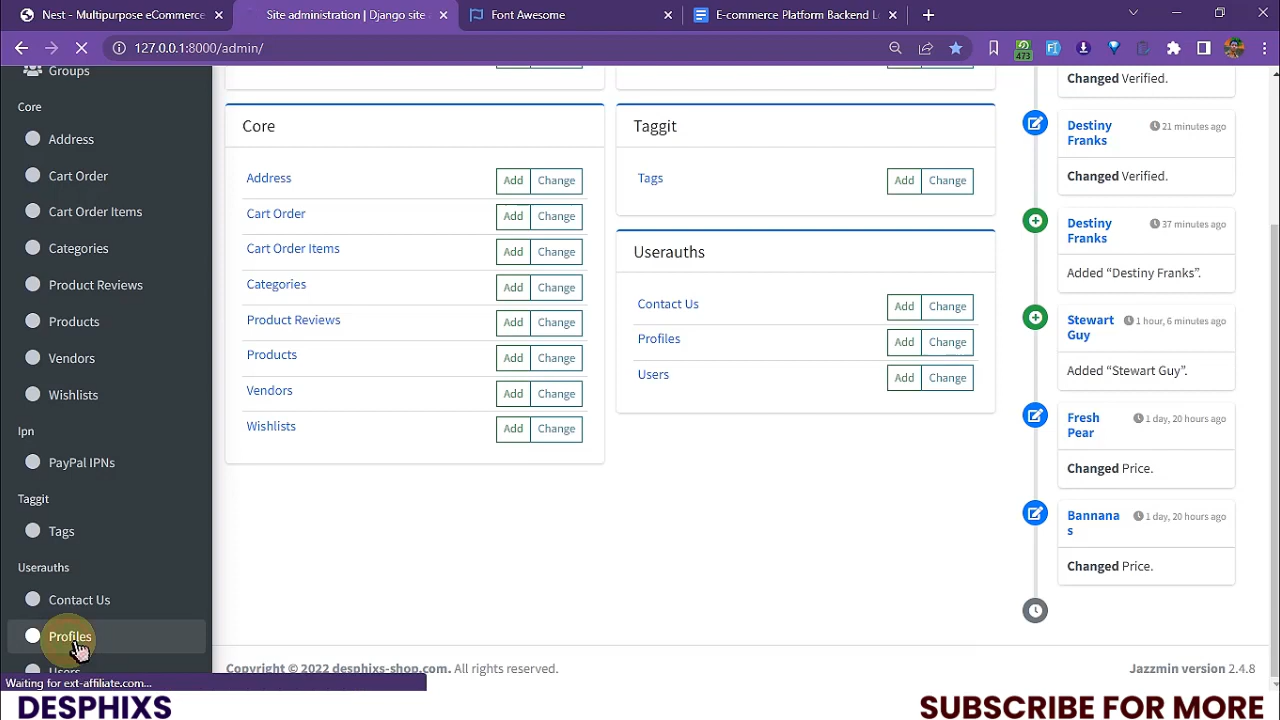 Nest - Multipurpose eCommerce
Site administration | Django site
Font Awesome
E-commerce Platform Backend L
127.0.0.1:8000/admin/
473
Groups
Core
Address
Cart Order
Cart Order Items
Categories
Product Reviews
Products
Vendors
Wishlists
Ipn
PayPal IPNs
Taggit
Tags
Userauths
Contact Us
Profiles
Users
Waiting for ext-affiliate.com...
Core
Address Add Change
Cart Order Add Change
Cart Order Items Add Change
Categories Add Change
Product Reviews Add Change
Products Add Change
Vendors Add Change
Wishlists Add Change
Taggit
Tags Add Change
Userauths
Contact Us Add Change
Profiles Add Change
Users Add Change
Changed Verified.
Destiny
Franks
21 minutes ago
Changed Verified.
Destiny
Franks
37 minutes ago
Added “Destiny Franks”.
Stewart
Guy
1 hour, 6 minutes ago
Added “Stewart Guy”.
Fresh
Pear
1 day, 20 hours ago
Changed Price.
Bannana
s
1 day, 20 hours ago
Changed Price.
Copyright © 2022 desphixs-shop.com. All rights reserved.
Jazzmin version 2.4.8
DESPHIXS
SUBSCRIBE FOR MORE